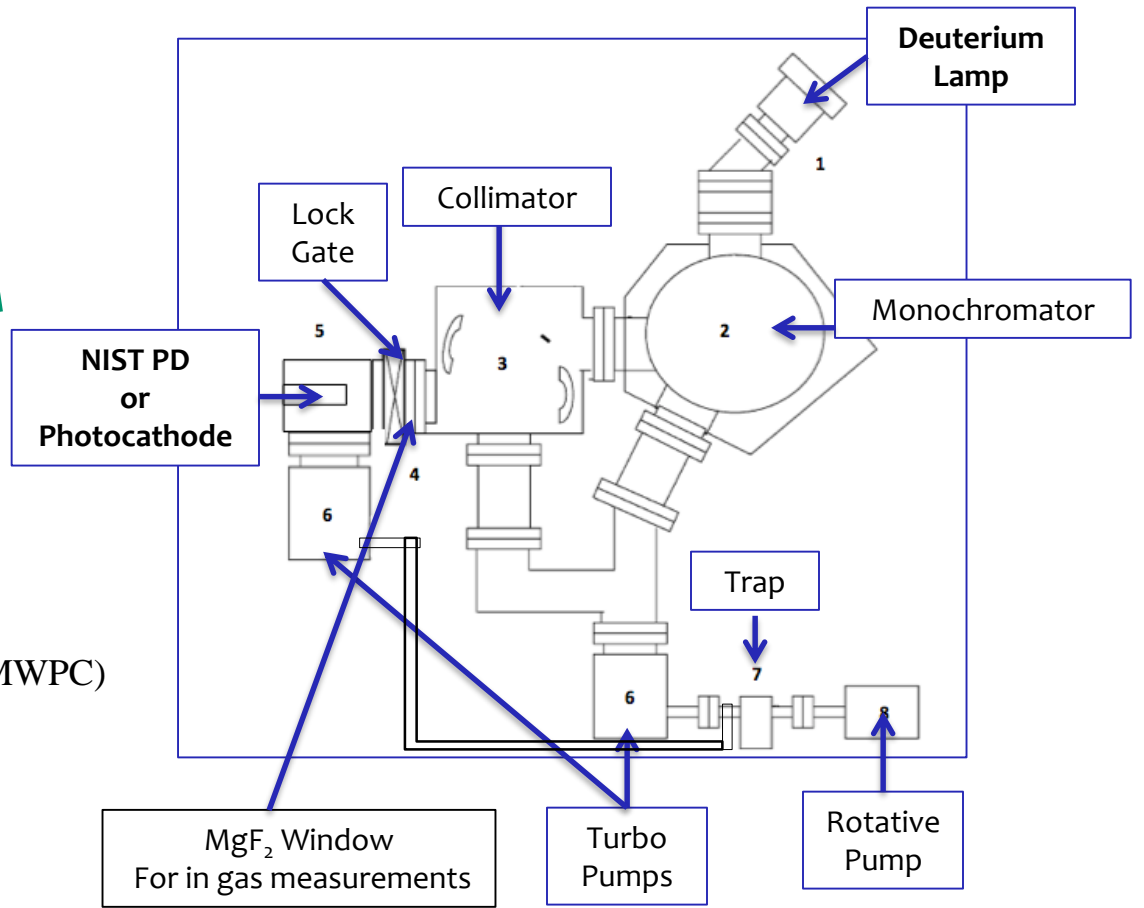 Deuterium
Lamp
1
Collimator
Lock
Gate
Monochromator
2
5
3
NIST PD
or
Photocathode
4
6
Trap
MWPC)
7
6
8
MgF₂ Window
For in gas measurements
Turbo
Pumps
Rotative
Pump